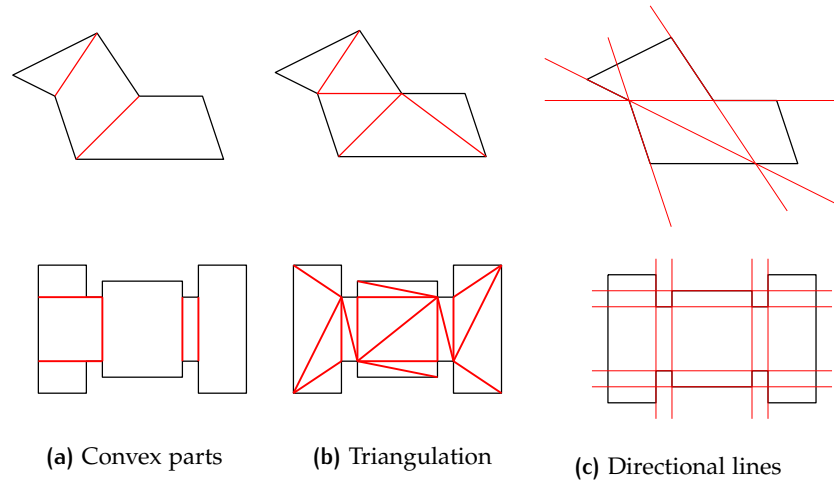 (a) Convex parts
(b) Triangulation
(c) Directional lines